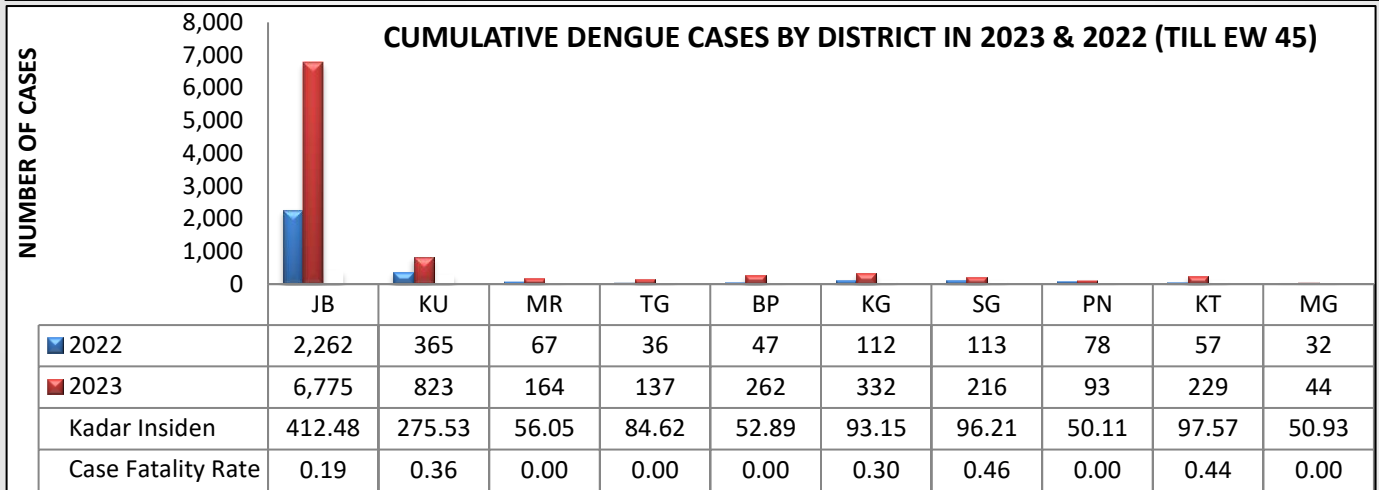 CUMULATIVE DENGUE CASES BY DISTRICT IN 2023 & 2022 (TILL EW 45)
NUMBER OF CASES
8,000
7,000
6,000
5,000
4,000
3,000
2,000
1,000
0
JB KU MR TG BP KG SG PN KT MG
2022 2,262 365 67 36 47 112 113 78 57 32
2023 6,775 823 164 137 262 332 216 93 229 44
Kadar Insiden 412.48 275.53 56.05 84.62 52.89 93.15 96.21 50.11 97.57 50.93
Case Fatality Rate 0.19 0.36 0.00 0.00 0.00 0.30 0.46 0.00 0.44 0.00